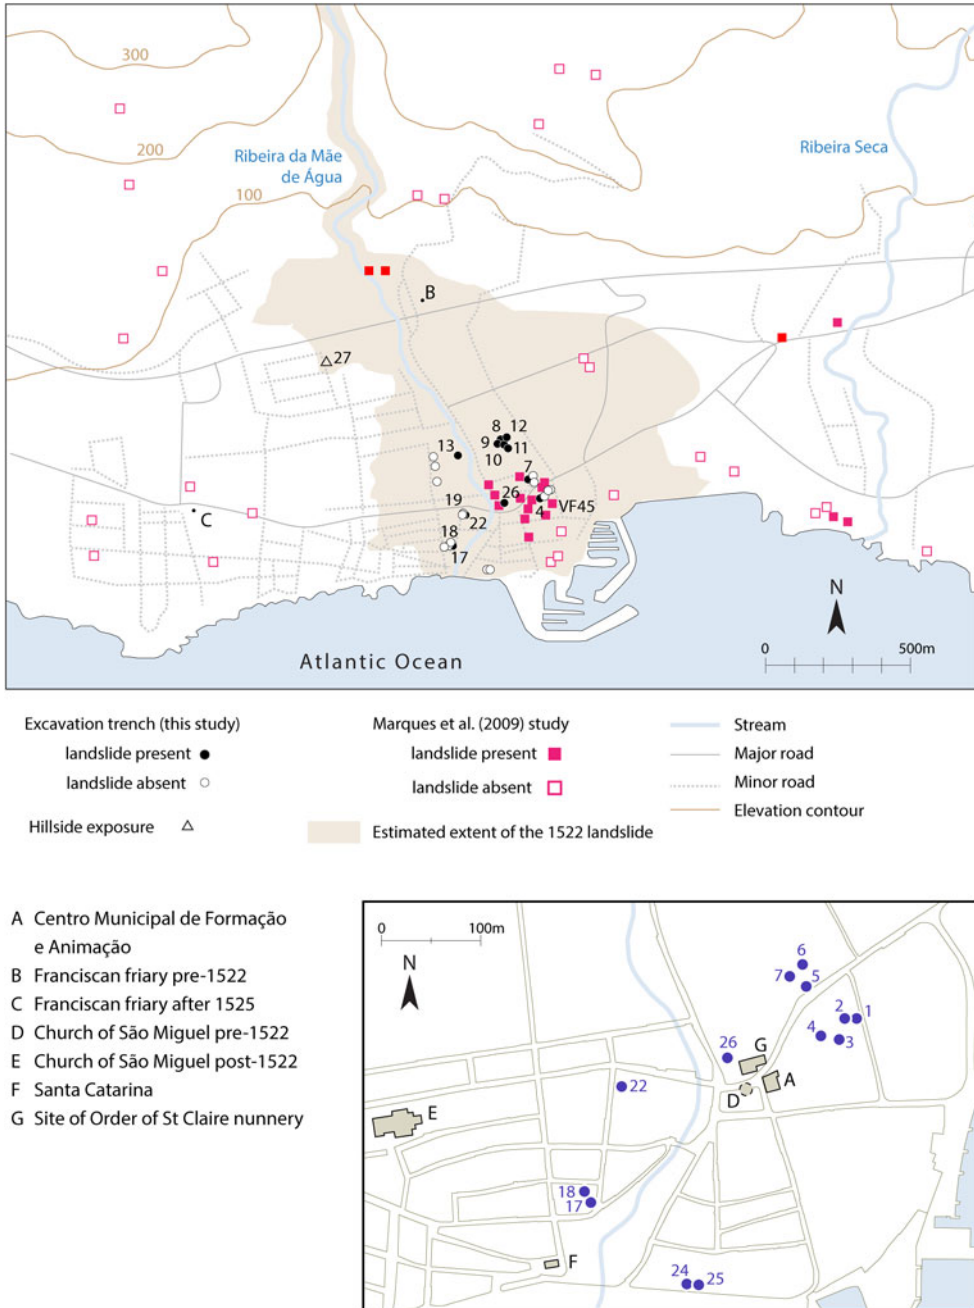 300
200
100
Ribeira da Mãe
de Água
Ribeira Seca
B
27
8
12
9
11
10
13
7
26
4
VF45
19
22
18
17
C
N
0
500m
Atlantic Ocean
Excavation trench (this study)
landslide present
landslide absent
Hillside exposure
Marques et al. (2009) study
landslide present
landslide absent
Estimated extent of the 1522 landslide
Stream
Major road
Minor road
Elevation contour
A Centro Municipal de Formação
e Animação
B Franciscan friary pre-1522
C Franciscan friary after 1525
D Church of São Miguel pre-1522
E Church of São Miguel post-1522
F Santa Catarina
G Site of Order of St Claire nunnery
0
100m
N
6
7
5
2
1
4
3
G
26
A
D
22
E
18
17
F
24
25